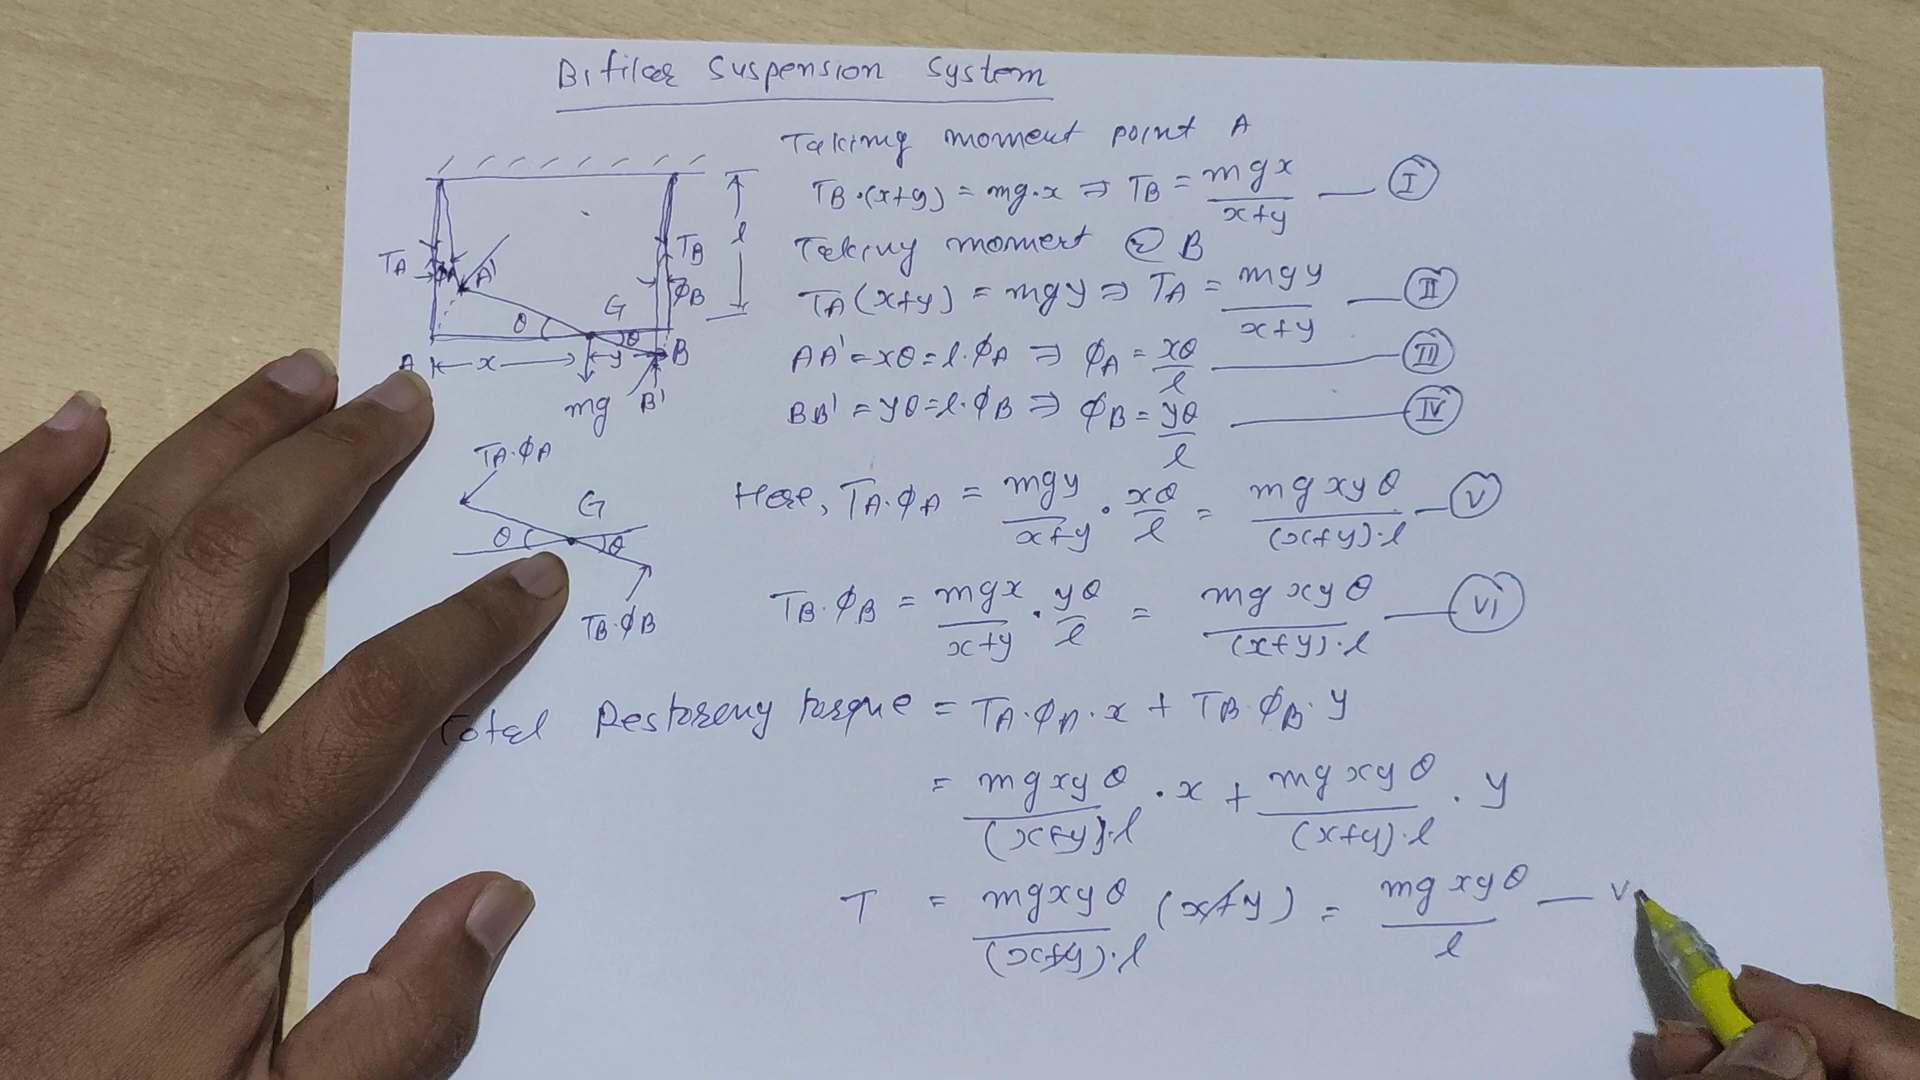 Bifilar Suspension System
Taking moment point A
TB·(x+y) = mg·x ⇒ TB = mgx/(x+y) — I
Taking moment @ B
TA(x+y) = mgy ⇒ TA = mgy/(x+y) — II
AA' = xθ = l·ϕA ⇒ ϕA = xθ/l — III
BB' = yθ = l·ϕB ⇒ ϕB = yθ/l — IV
TA
ϕA
A'
θ
G
TB
ϕB
l
θ
A
x
y
B
mg
B'
TA·ϕA
G
θ
θ
TB·ϕB
Here, TA·ϕA = mgy/(x+y) · xθ/l = mgxyθ/((x+y)·l) — V
TB·ϕB = mgx/(x+y) · yθ/l = mgxyθ/((x+y)·l) — VI
Total Restoring torque = TA·ϕA·x + TB·ϕB·y
= mgxyθ/((x+y)·l) · x + mgxyθ/((x+y)·l) · y
T = mgxyθ/((x+y)·l) (x+y) = mgxyθ/l — V